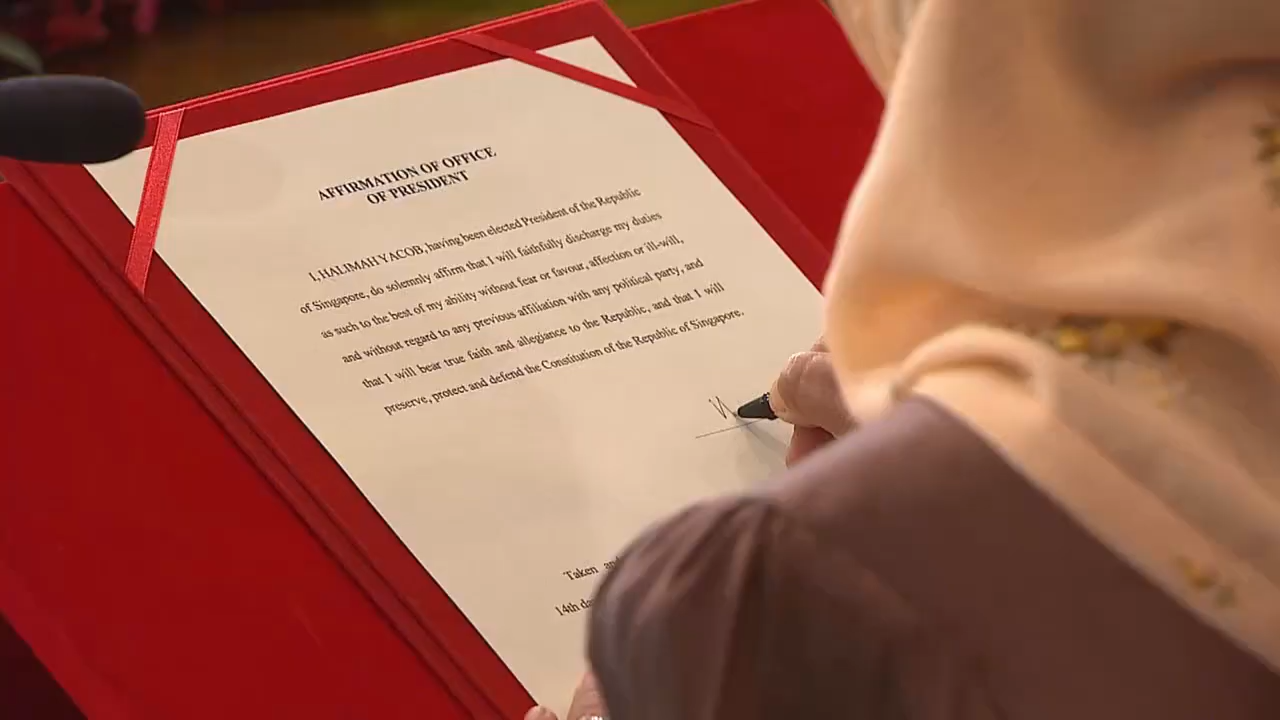 AFFIRMATION OF OFFICE
OF PRESIDENT
I, HALIMAH YACOB, having been elected President of the Republic
of Singapore, do solemnly affirm that I will faithfully discharge my duties
as such to the best of my ability without fear or favour, affection or ill-will,
and without regard to any previous affiliation with any political party, and
that I will bear true faith and allegiance to the Republic, and that I will
preserve, protect and defend the Constitution of the Republic of Singapore.
Taken
14th